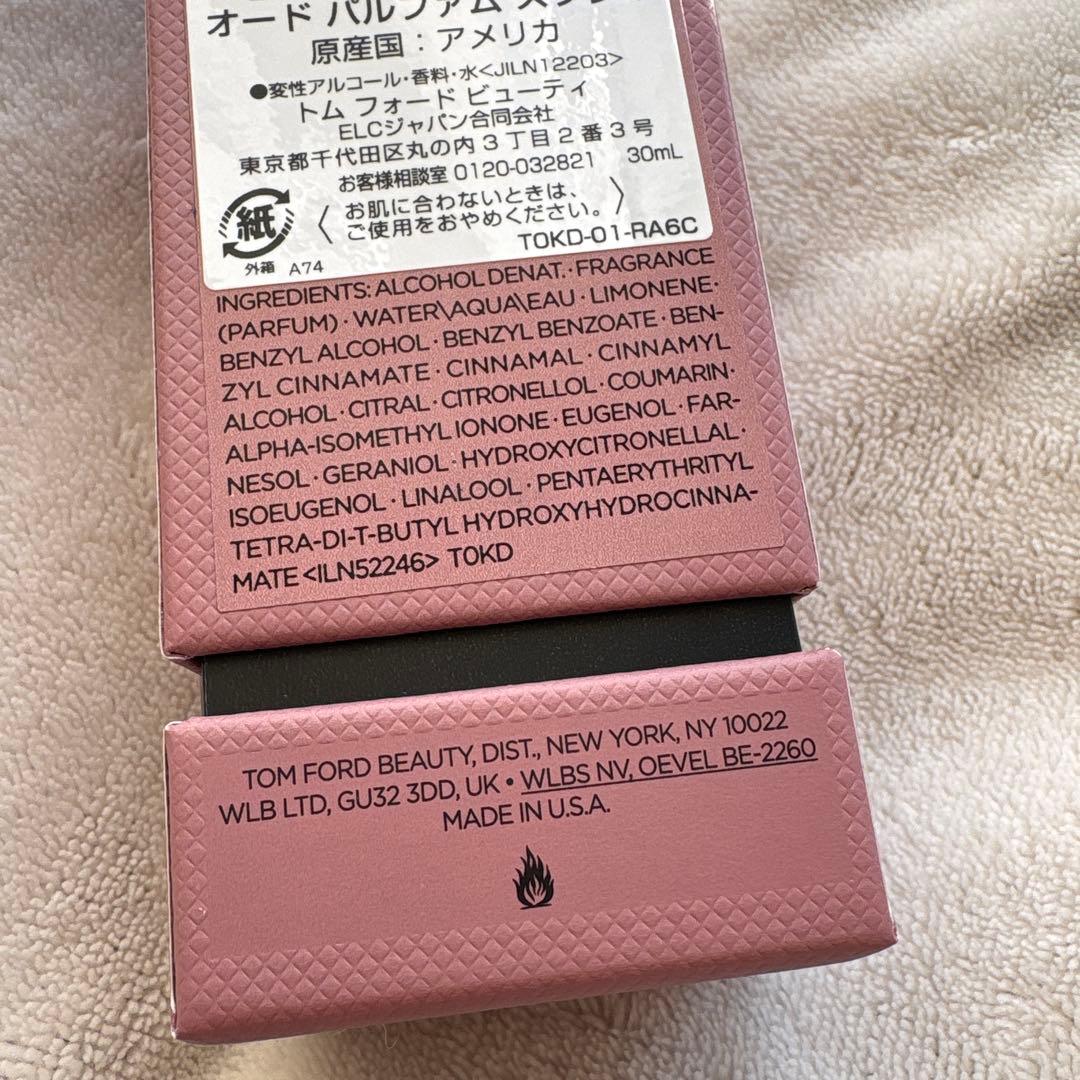 オード パルファム
原産国：アメリカ
●変性アルコール・香料・水<JILN12203>
トム フォード ビューティ
ELCジャパン合同会社
東京都千代田区丸の内3丁目2番3号
お客様相談室 0120-032821 30mL
紙
〈お肌に合わないときは、
ご使用をおやめください。〉
T0KD-01-RA6C
外箱 A74
INGREDIENTS: ALCOHOL DENAT. · FRAGRANCE
(PARFUM) · WATER\AQUA\EAU · LIMONENE ·
BENZYL ALCOHOL · BENZYL BENZOATE · BEN-
ZYL CINNAMATE · CINNAMAL · CINNAMYL
ALCOHOL · CITRAL · CITRONELLOL · COUMARIN ·
ALPHA-ISOMETHYL IONONE · EUGENOL · FAR-
NESOL · GERANIOL · HYDROXYCITRONELLAL ·
ISOEUGENOL · LINALOOL · PENTAERYTHRITYL
TETRA-DI-T-BUTYL HYDROXYHYDROCINNA-
MATE <ILN52246> T0KD
TOM FORD BEAUTY, DIST., NEW YORK, NY 10022
WLB LTD, GU32 3DD, UK • WLBS NV, OEVEL BE-2260
MADE IN U.S.A.